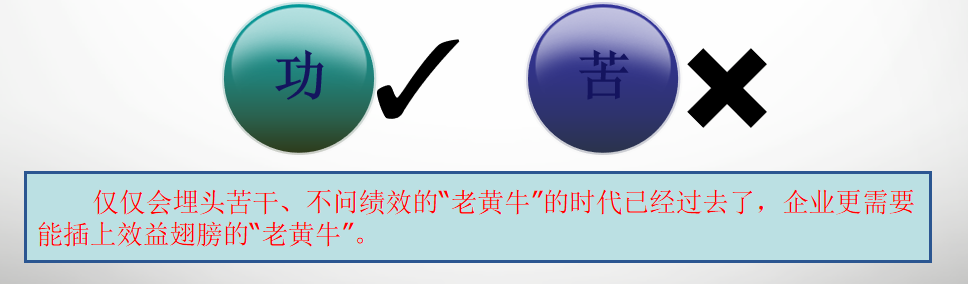 功 苦
仅仅会埋头苦干、不问绩效的“老黄牛”的时代已经过去了，企业更需要
能插上效益翅膀的“老黄牛”。